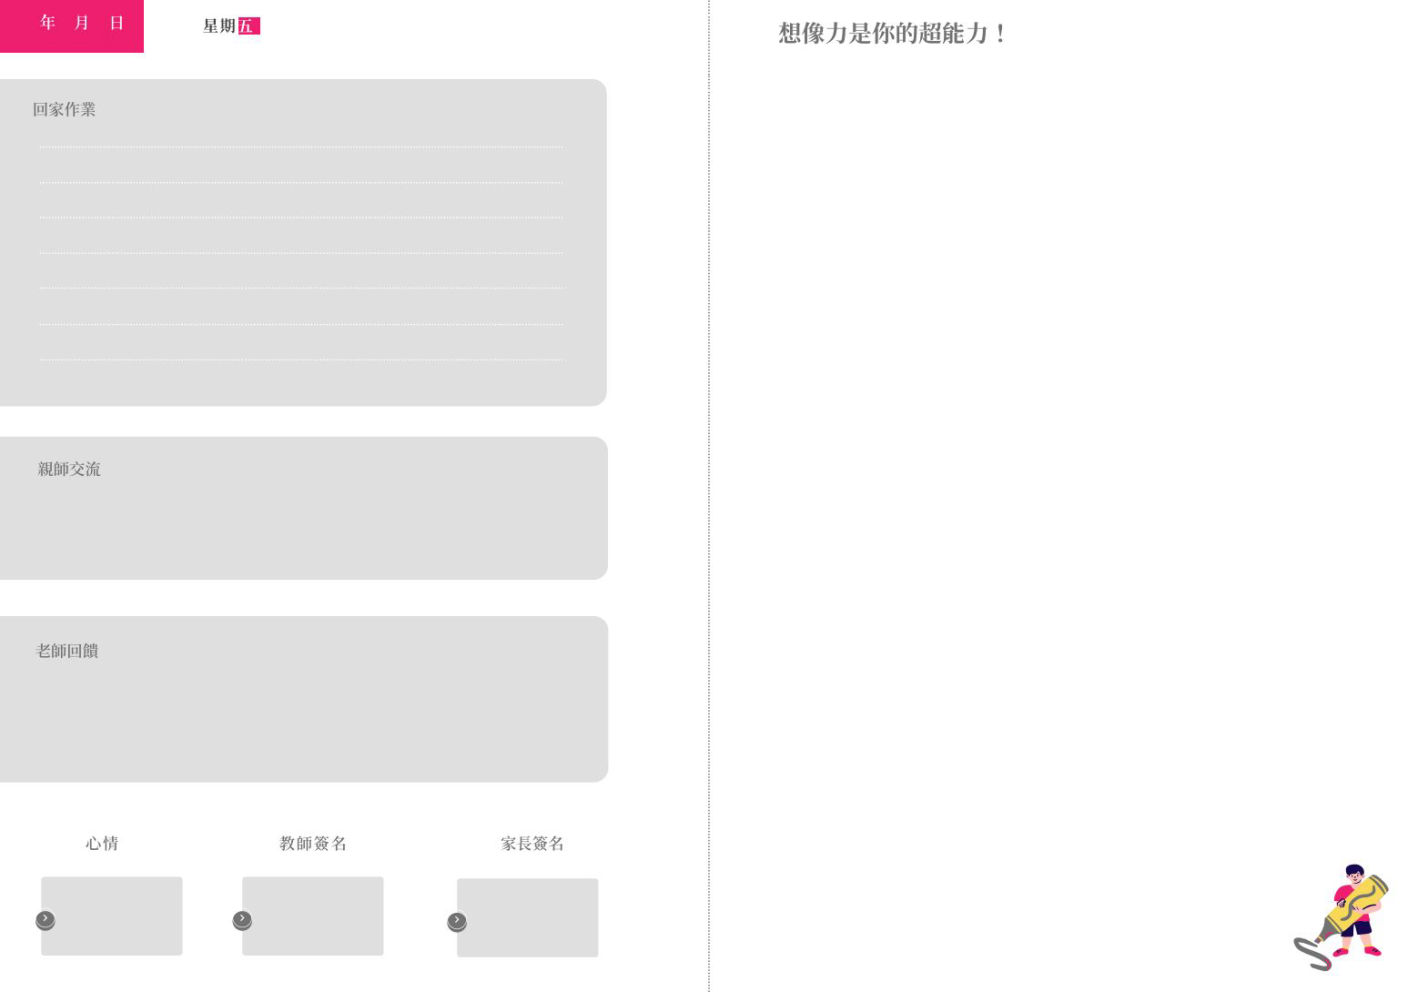 年 月 日
星期五
回家作業
親師交流
老師回饋
心情
教師簽名
家長簽名
想像力是你的超能力！